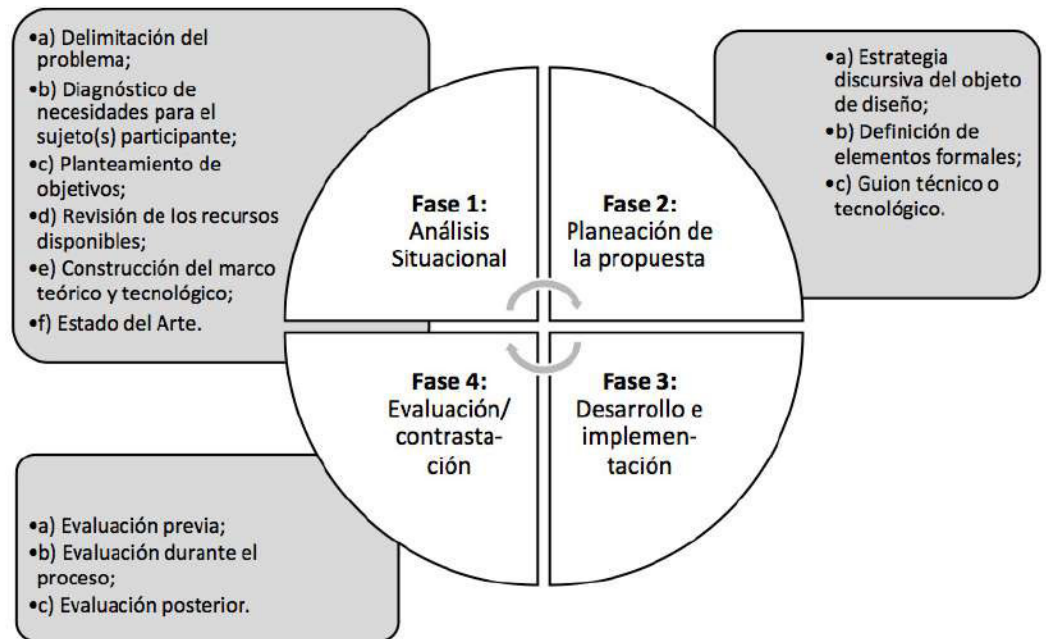 •a) Delimitación del
problema;
•b) Diagnóstico de
necesidades para el
sujeto(s) participante;
•c) Planteamiento de
objetivos;
•d) Revisión de los recursos
disponibles;
•e) Construcción del marco
teórico y tecnológico;
•f) Estado del Arte.
Fase 1:
Análisis
Situacional
Fase 2:
Planeación de
la propuesta
•a) Estrategia
discursiva del objeto
de diseño;
•b) Definición de
elementos formales;
•c) Guion técnico o
tecnológico.
Fase 4:
Evaluación/
contrasta-
ción
Fase 3:
Desarrollo e
implemen-
tación
•a) Evaluación previa;
•b) Evaluación durante el
proceso;
•c) Evaluación posterior.